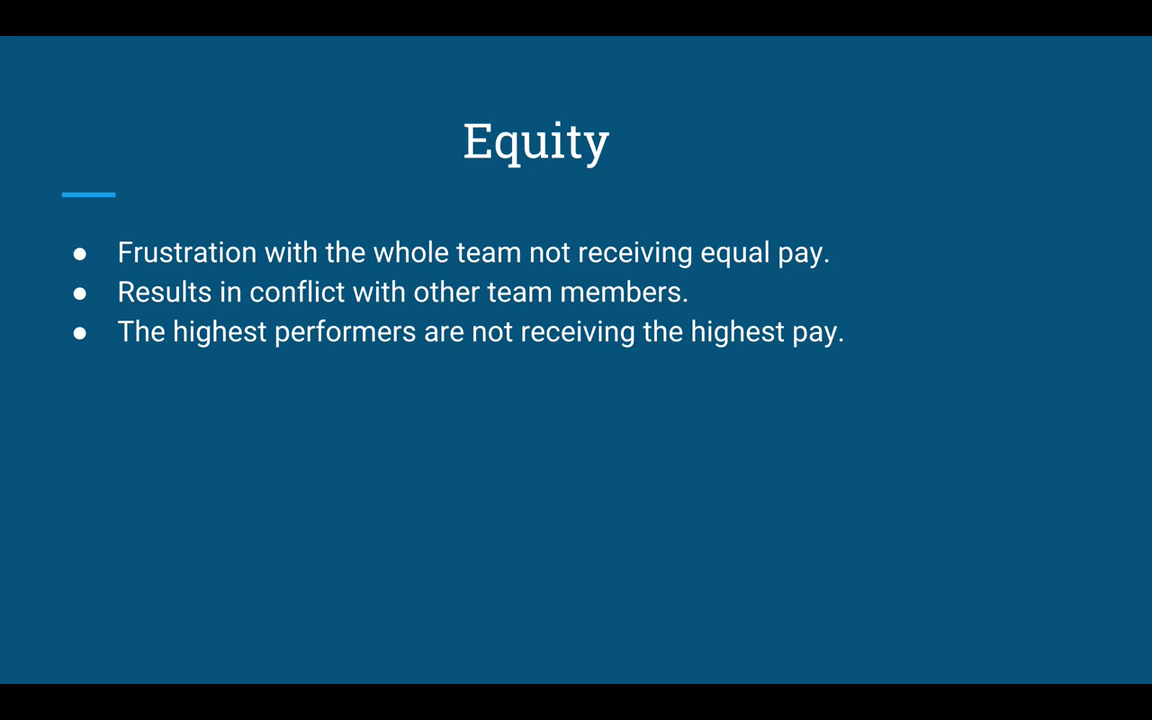 Equity
● Frustration with the whole team not receiving equal pay.
● Results in conflict with other team members.
● The highest performers are not receiving the highest pay.